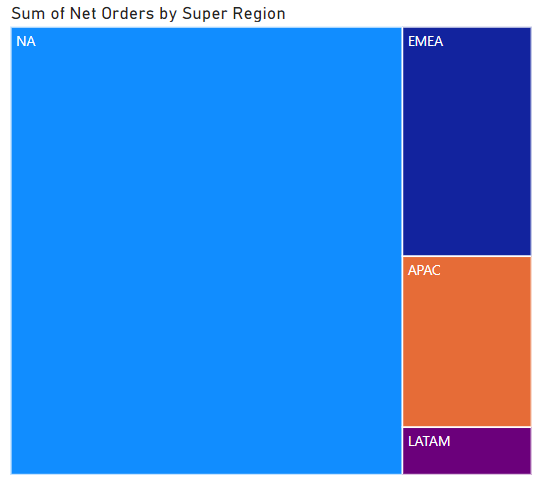 Sum of Net Orders by Super Region
NA
EMEA
APAC
LATAM